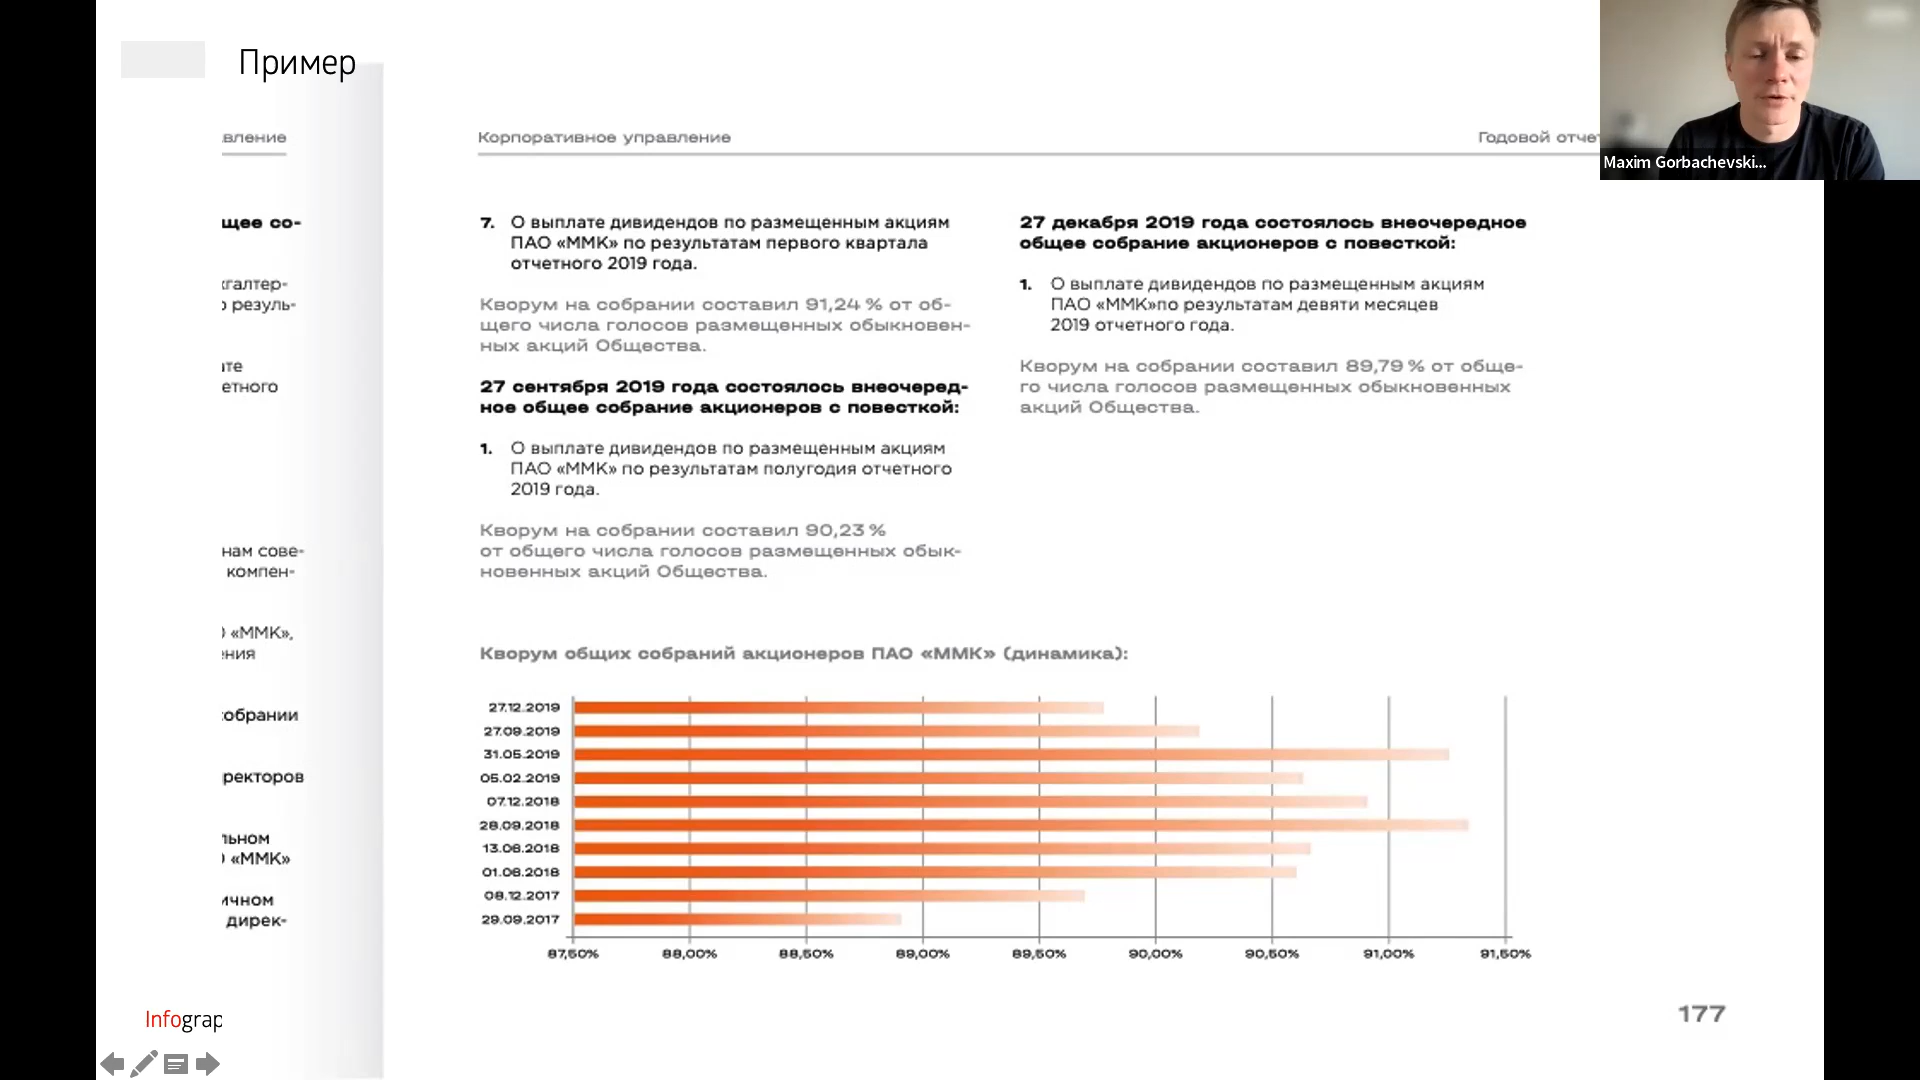 Пример
вление
Корпоративное управление
Годовой отче
щее со-
хгалтер-
о резуль-
ате
етного
нам сове-
компен-
О «ММК»,
ения
собрании
ректоров
льном
О «ММК»
ичном
дирек-
7. О выплате дивидендов по размещенным акциям
ПАО «ММК» по результатам первого квартала
отчетного 2019 года.
Кворум на собрании составил 91,24 % от об-
щего числа голосов размещенных обыкновен-
ных акций Общества.
27 сентября 2019 года состоялось внеочеред-
ное общее собрание акционеров с повесткой:
1. О выплате дивидендов по размещенным акциям
ПАО «ММК» по результатам полугодия отчетного
2019 года.
Кворум на собрании составил 90,23 %
от общего числа голосов размещенных обык-
новенных акций Общества.
27 декабря 2019 года состоялось внеочередное
общее собрание акционеров с повесткой:
1. О выплате дивидендов по размещенным акциям
ПАО «ММК»по результатам девяти месяцев
2019 отчетного года.
Кворум на собрании составил 89,79 % от обще-
го числа голосов размещенных обыкновенных
акций Общества.
Кворум общих собраний акционеров ПАО «ММК» (динамика):
27.12.2019
27.09.2019
31.05.2019
05.02.2019
07.12.2018
28.09.2018
13.08.2018
01.06.2018
08.12.2017
29.09.2017
87,50% 88,00% 88,50% 89,00% 89,50% 90,00% 90,50% 91,00% 91,50%
177
Infograp
Maxim Gorbachevski...